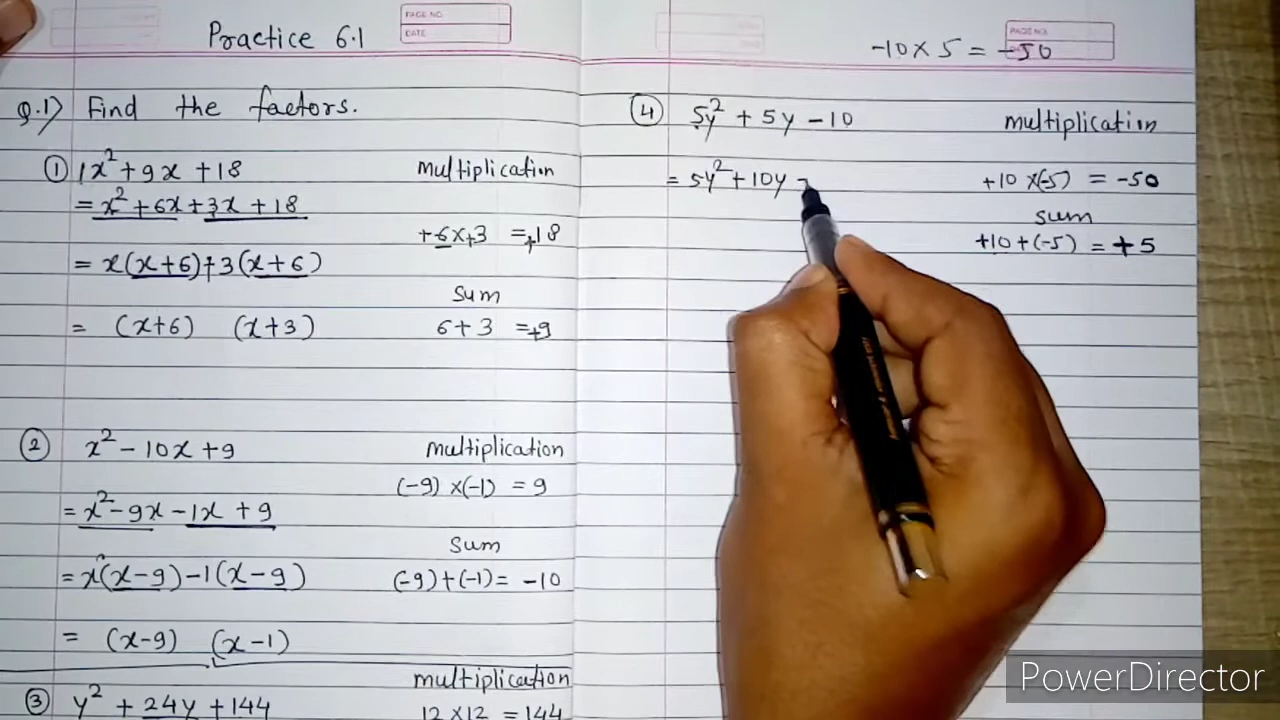 Practice 6.1
PAGE NO.
DATE
Q.1) Find the factors.
① 1x² + 9x + 18
= x² + 6x + 3x + 18
= x(x+6) + 3(x+6)
= (x+6) (x+3)
multiplication
+6x+3 = +18
sum
6+3 = +9
② x² - 10x + 9
= x² - 9x - 1x + 9
= x(x-9) - 1(x-9)
= (x-9) (x-1)
multiplication
(-9) x(-1) = 9
sum
(-9)+(-1) = -10
③ y² + 24y + 144
multiplication
12 x 12 = 144
PAGE NO.
-10 x 5 = -50
④ 5y² + 5y - 10
= 5y² + 10y -
multiplication
+10 x(-5) = -50
sum
+10+(-5) = +5
PowerDirector